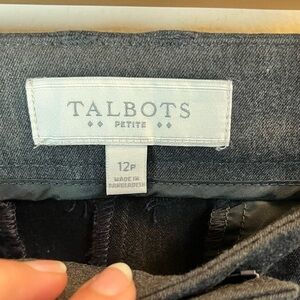 TALBOTS
PETITE
12P
MADE IN
BANGLADESH